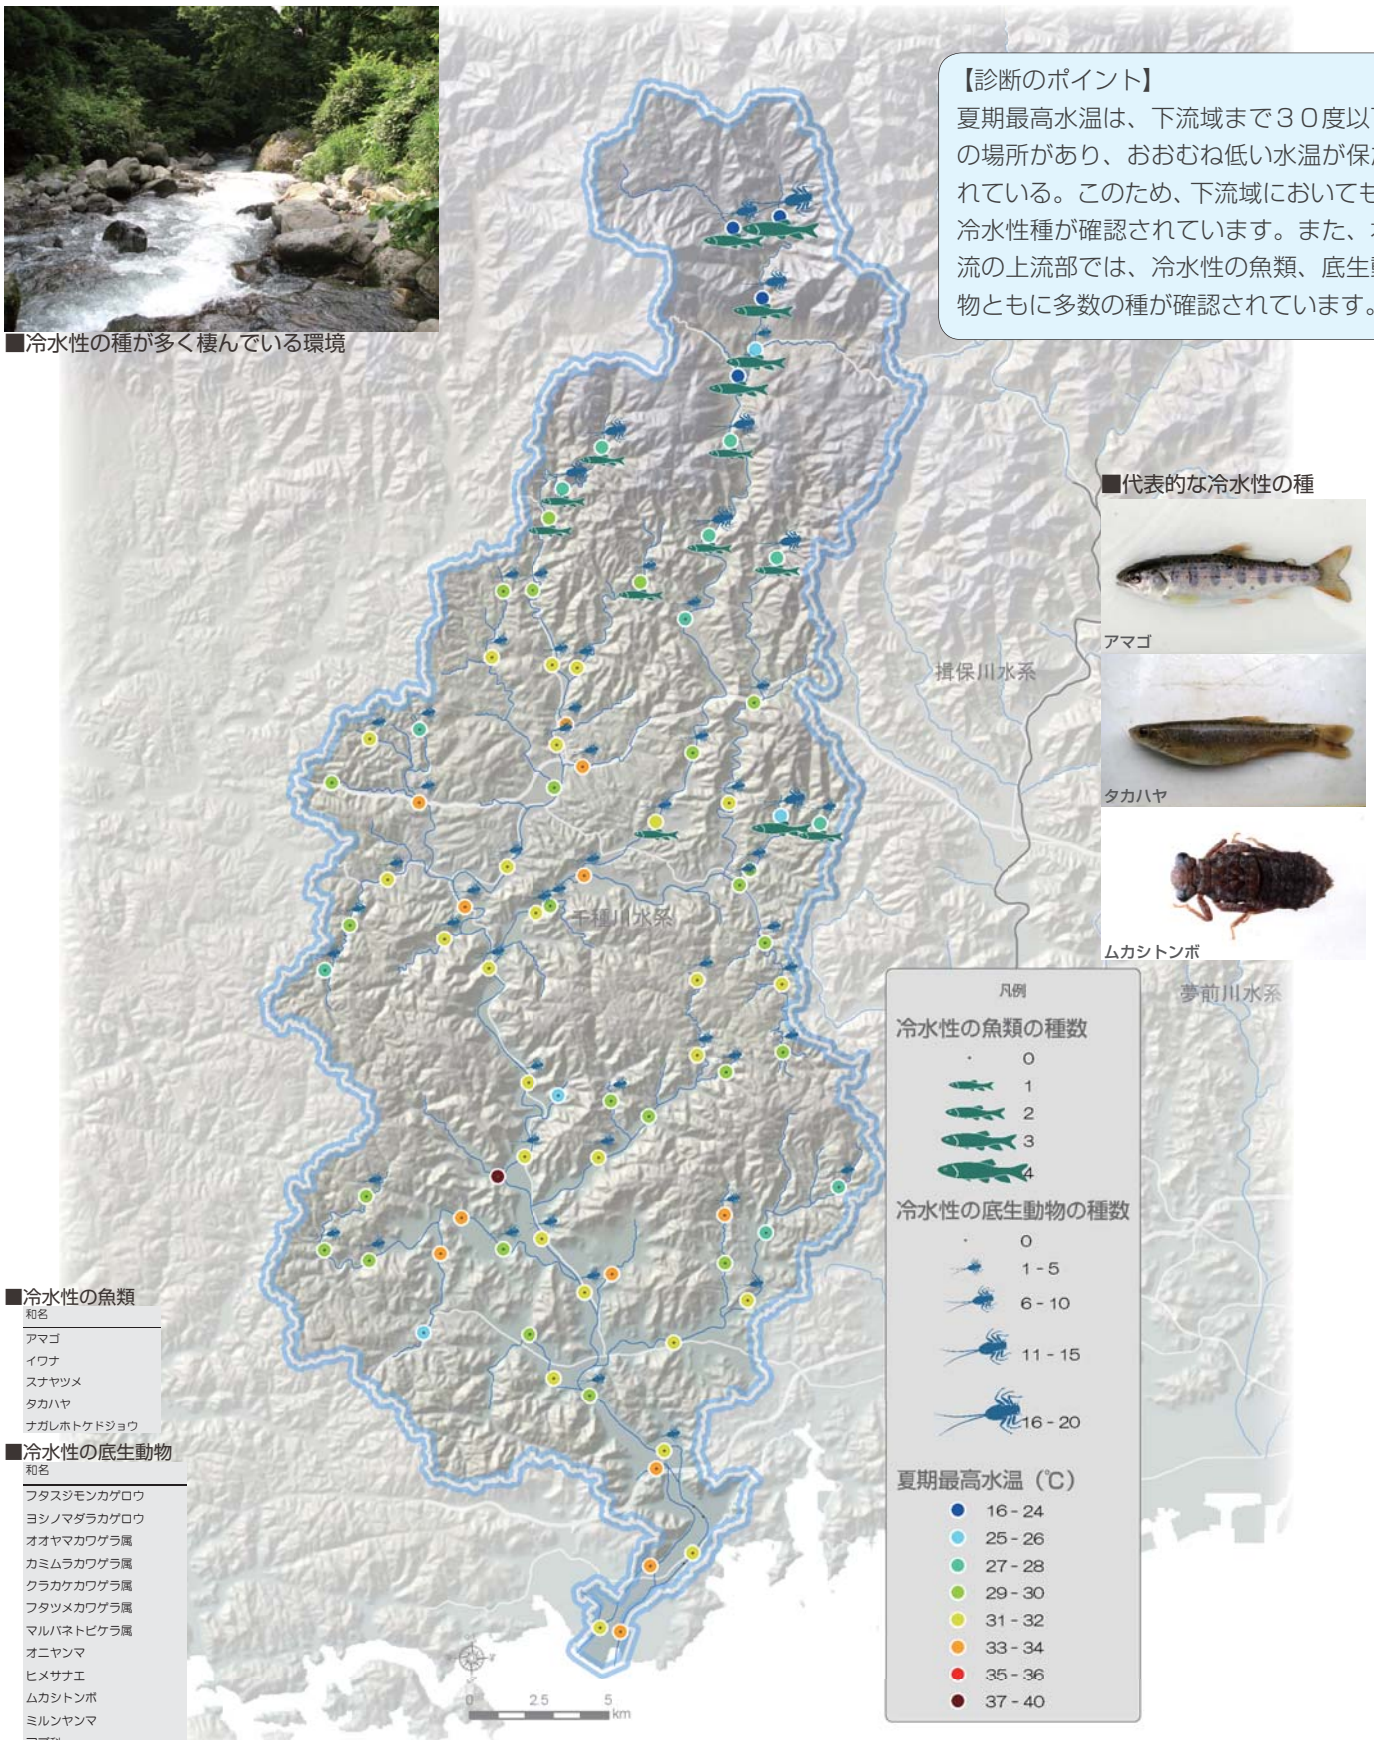 【診断のポイント】
夏期最高水温は、下流域まで30度以
の場所があり、おおむね低い水温が保
れている。このため、下流域においても
冷水性種が確認されています。また、
流の上流部では、冷水性の魚類、底生
物ともに多数の種が確認されています。
■冷水性の種が多く棲んでいる環境
■代表的な冷水性の種
アマゴ
タカハヤ
ムカシトンボ
揖保川水系
千種川水系
夢前川水系
凡例
冷水性の魚類の種数
0
1
2
3
4
冷水性の底生動物の種数
0
1 - 5
6 - 10
11 - 15
16 - 20
夏期最高水温（℃）
16 - 24
25 - 26
27 - 28
29 - 30
31 - 32
33 - 34
35 - 36
37 - 40
■冷水性の魚類
和名
アマゴ
イワナ
スナヤツメ
タカハヤ
ナガレホトケドジョウ
■冷水性の底生動物
和名
フタスジモンカゲロウ
ヨシノマダラカゲロウ
オオヤマカワゲラ属
カミムラカワゲラ属
クラカケカワゲラ属
フタツメカワゲラ属
マルバネトビケラ属
オニヤンマ
ヒメサナエ
ムカシトンボ
ミルンヤンマ
0 2.5 5
km